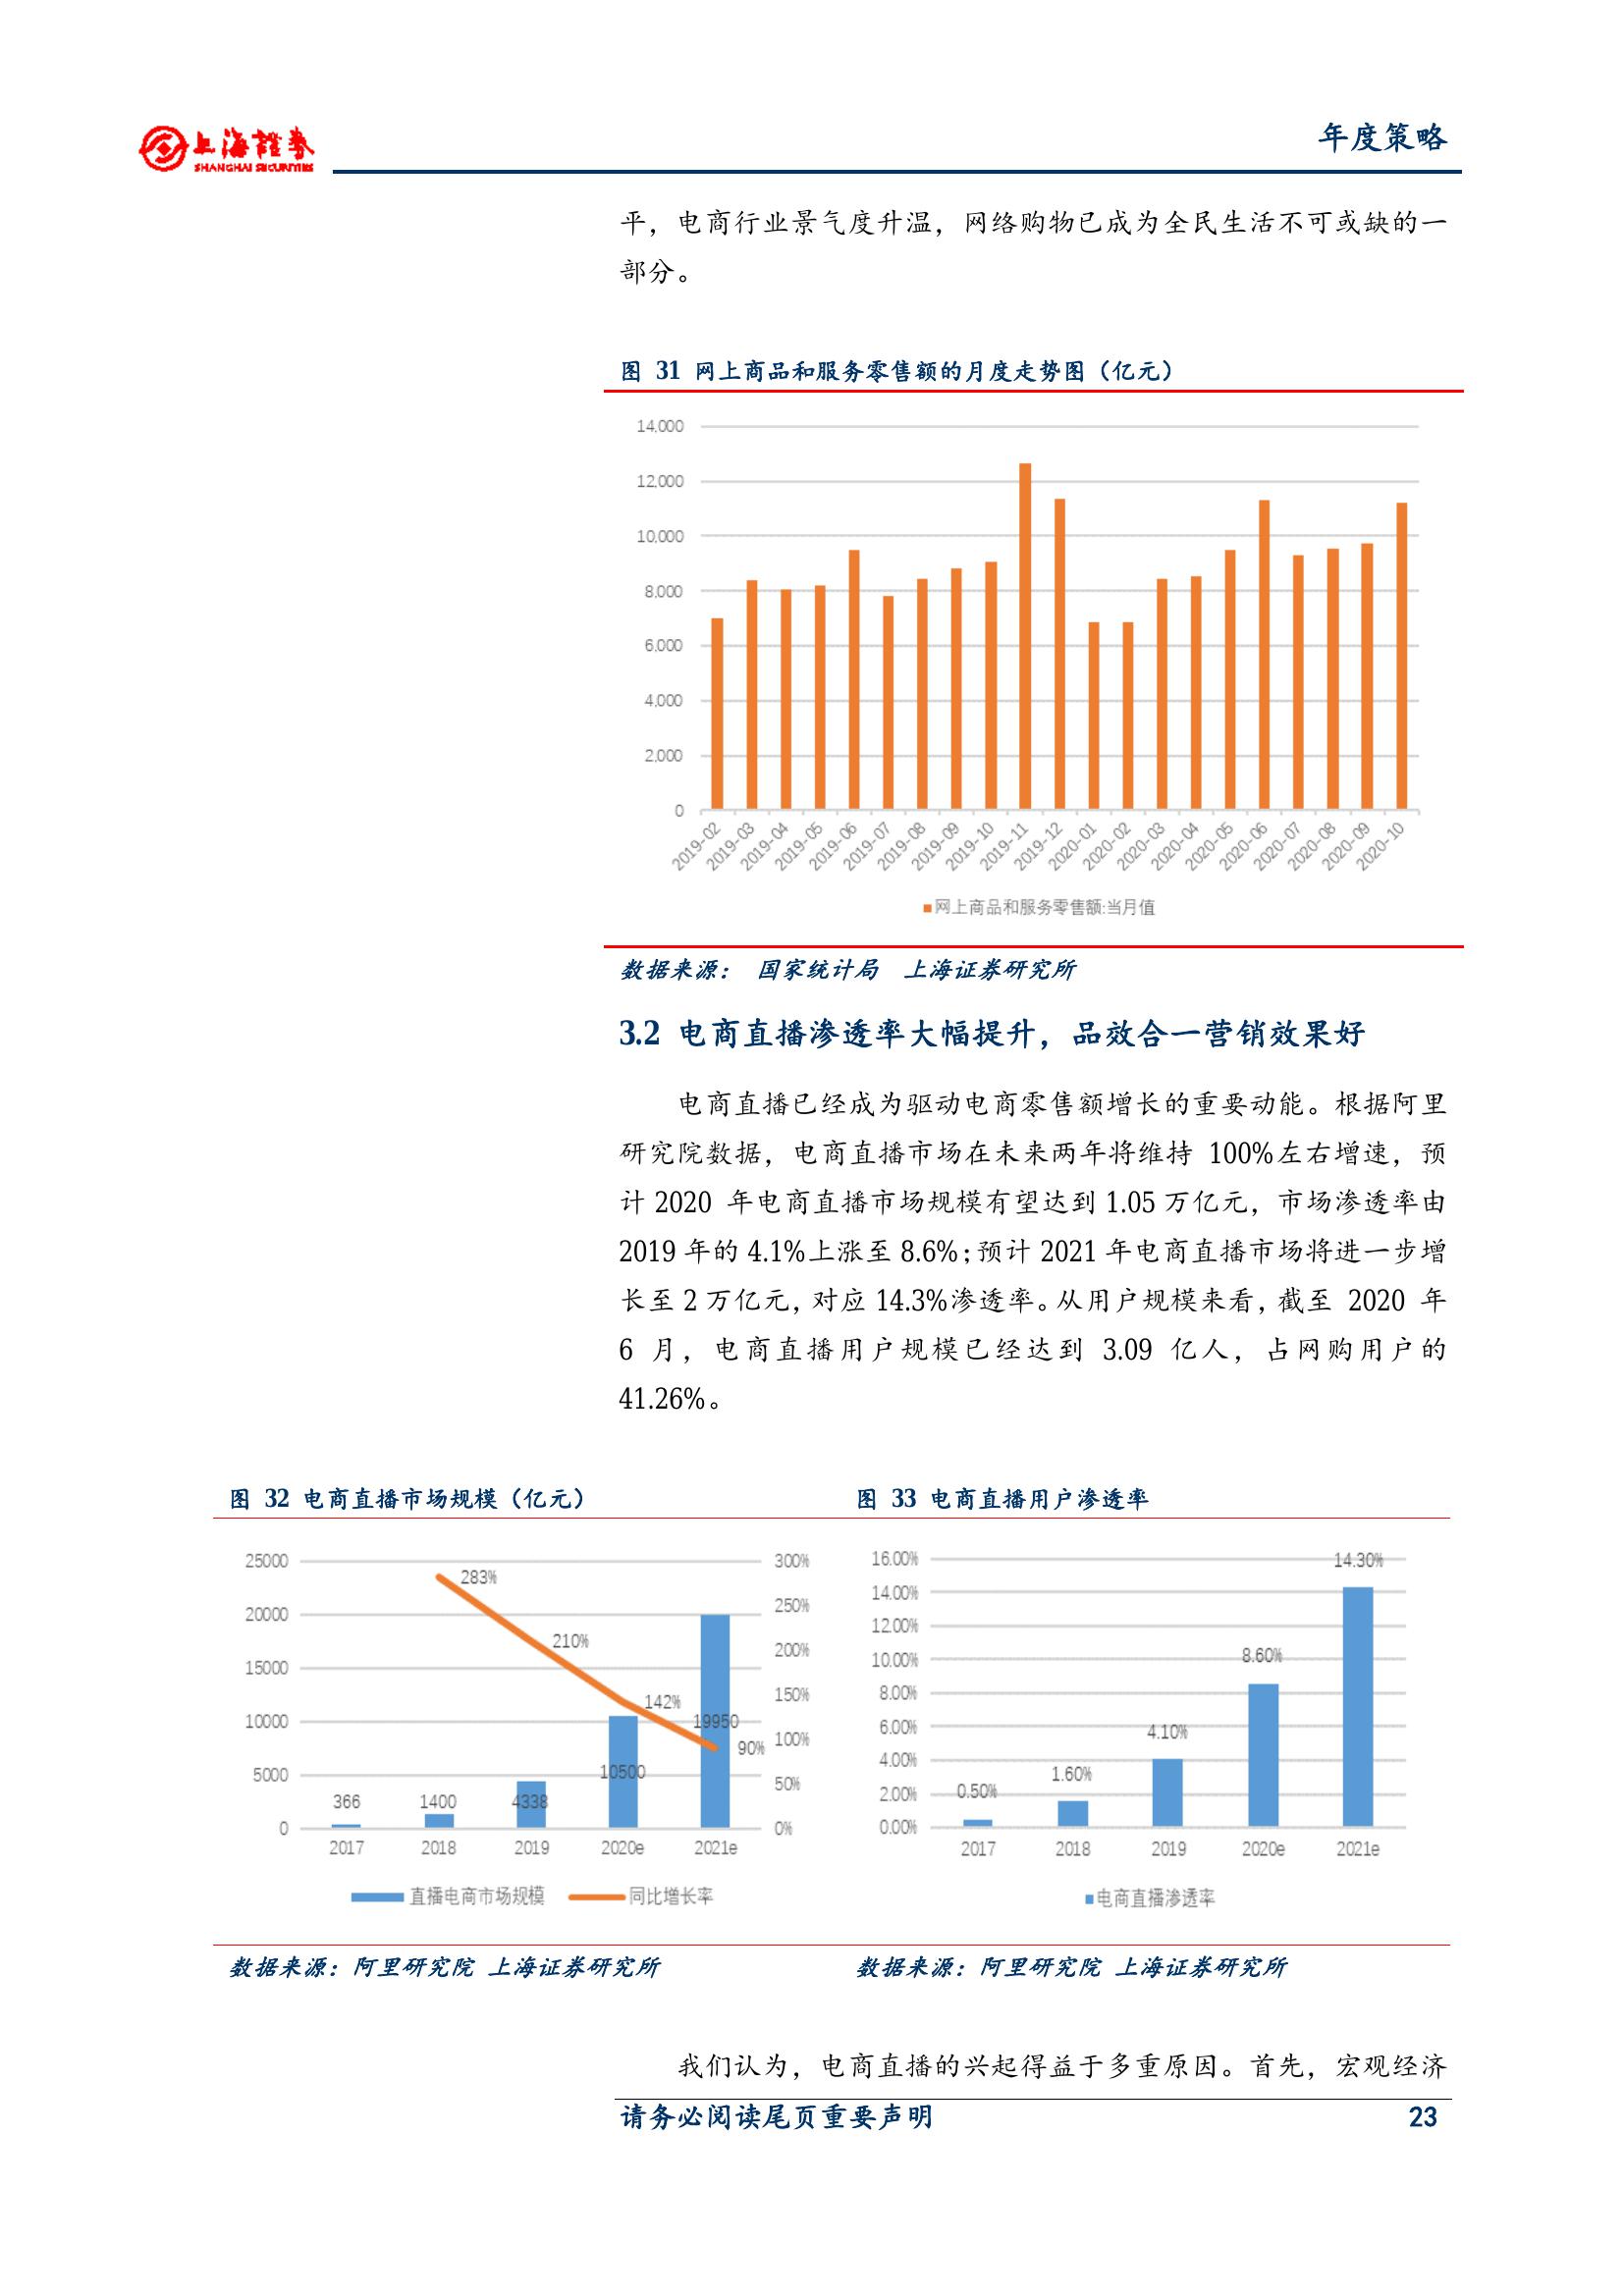 上海證券
SHANGHAI SECURITIES
年度策略
平，电商行业景气度升温，网络购物已成为全民生活不可或缺的一
部分。
图 31 网上商品和服务零售额的月度走势图（亿元）
14,000
12,000
10,000
8,000
6,000
4,000
2,000
0
2019-02 2019-03 2019-04 2019-05 2019-06 2019-07 2019-08 2019-09 2019-10 2019-11 2019-12 2020-01 2020-02 2020-03 2020-04 2020-05 2020-06 2020-07 2020-08 2020-09 2020-10
网上商品和服务零售额:当月值
数据来源： 国家统计局 上海证券研究所
3.2 电商直播渗透率大幅提升，品效合一营销效果好
电商直播已经成为驱动电商零售额增长的重要动能。根据阿里
研究院数据，电商直播市场在未来两年将维持 100%左右增速，预
计 2020 年电商直播市场规模有望达到 1.05 万亿元，市场渗透率由
2019 年的 4.1%上涨至 8.6%；预计 2021 年电商直播市场将进一步增
长至 2 万亿元，对应 14.3%渗透率。从用户规模来看，截至 2020 年
6 月，电商直播用户规模已经达到 3.09 亿人，占网购用户的
41.26%。
图 32 电商直播市场规模（亿元）
25000
20000
15000
10000
5000
0
300%
250%
200%
150%
100%
50%
0%
283%
210%
142%
90%
366
1400
4338
10500
19950
2017 2018 2019 2020e 2021e
直播电商市场规模 同比增长率
数据来源：阿里研究院 上海证券研究所
图 33 电商直播用户渗透率
16.00%
14.00%
12.00%
10.00%
8.00%
6.00%
4.00%
2.00%
0.00%
0.50%
1.60%
4.10%
8.60%
14.30%
2017 2018 2019 2020e 2021e
电商直播渗透率
数据来源：阿里研究院 上海证券研究所
我们认为，电商直播的兴起得益于多重原因。首先，宏观经济
请务必阅读尾页重要声明 23